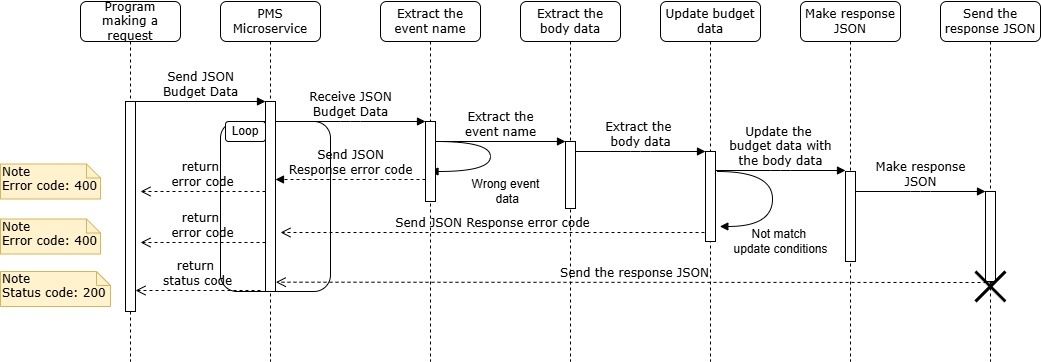 Program
making a
request
PMS
Microservice
Extract the
event name
Extract the
body data
Update budget
data
Make response
JSON
Send the
response JSON
Send JSON
Budget Data
Receive JSON
Budget Data
Loop
Extract the
event name
Extract the
body data
Update the
budget data with
the body data
Make response
JSON
Send JSON
Response error code
Wrong event
data
return
error code
Note
Error code: 400
Send JSON Response error code
Not match
update conditions
return
error code
Note
Error code: 400
Send the response JSON
return
status code
Note
Status code: 200